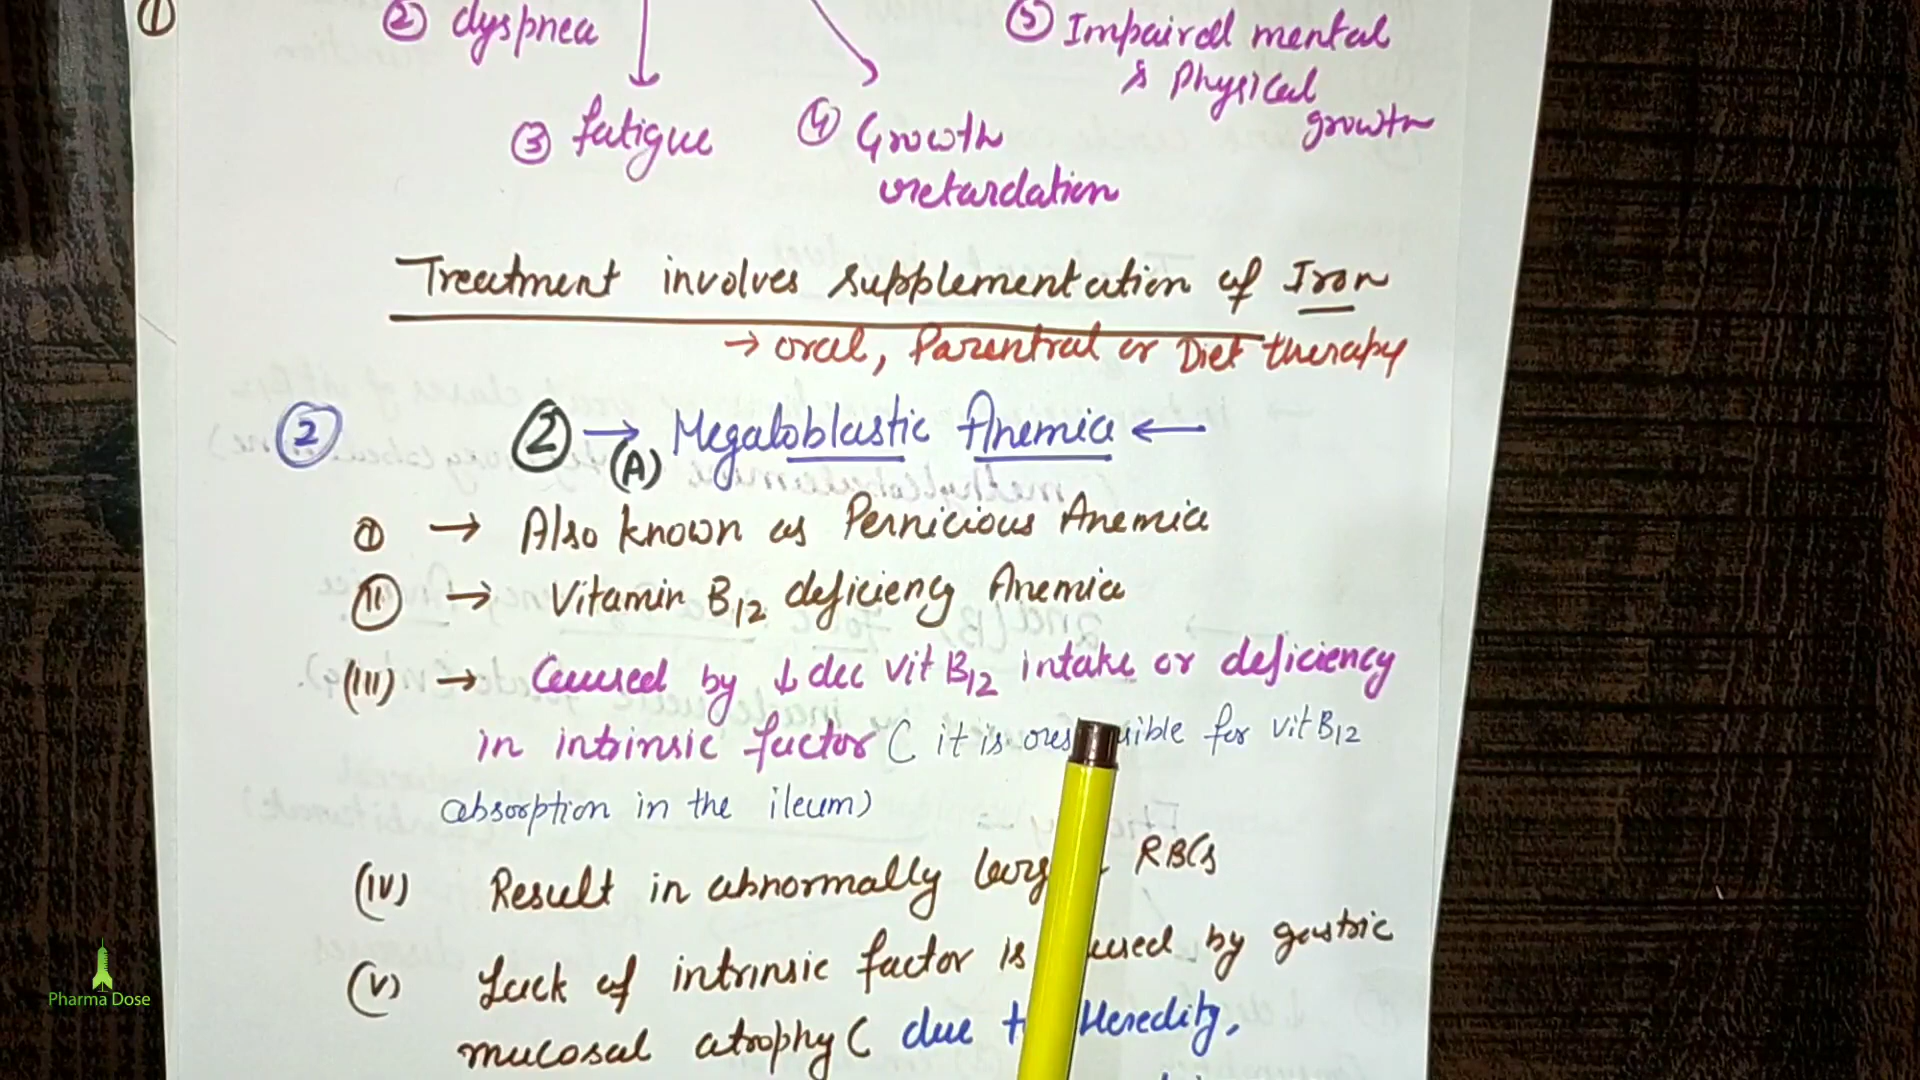 ①
② dyspnea
⑤ Impaired mental
& Physical
growth
③ fatigue
④ Growth
retardation
Treatment involves supplementation of Iron
→ oral, Parentral or Diet therapy
② ② → (A) Megaloblastic Anemia ←
① → Also known as Pernicious Anemia
(II) → Vitamin B12 deficiency Anemia
(III) → Caused by ↓ dec Vit B12 intake or deficiency
in intrinsic factor ( it is for Vit B12
absorption in the ileum)
(IV) Result in abnormally RBCs
(V) Lack of intrinsic factor is by gastric
mucosal atrophy ( due Heredity,
Pharma Dose